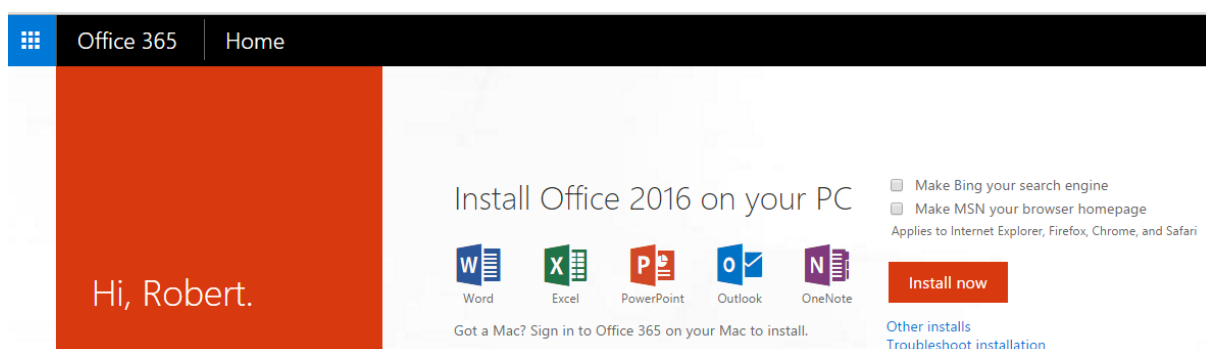 Office 365 Home
Hi, Robert.
Install Office 2016 on your PC
W X P O N
Word Excel PowerPoint Outlook OneNote
Got a Mac? Sign in to Office 365 on your Mac to install.
Make Bing your search engine
Make MSN your browser homepage
Applies to Internet Explorer, Firefox, Chrome, and Safari
Install now
Other installs
Troubleshoot installation